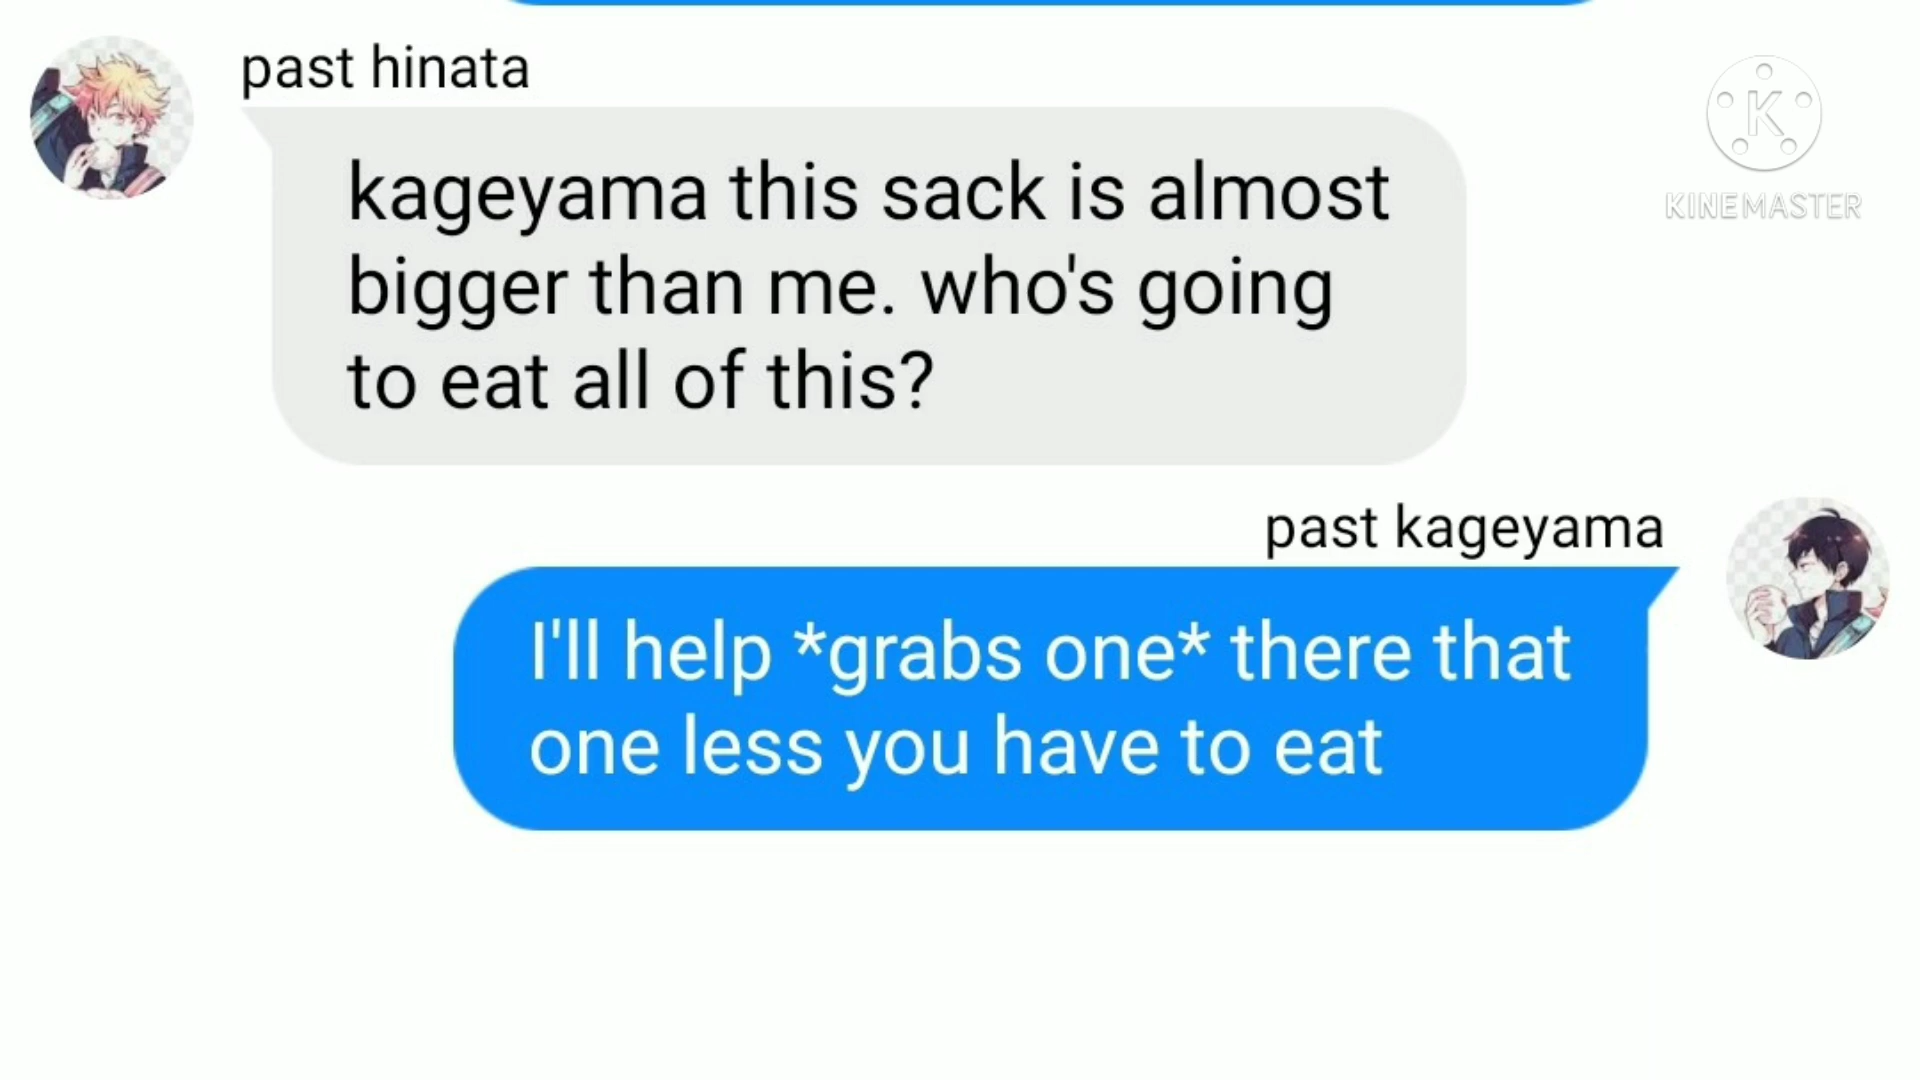 past hinata
kageyama this sack is almost
bigger than me. who's going
to eat all of this?
K
KINEMASTER
past kageyama
I'll help *grabs one* there that
one less you have to eat